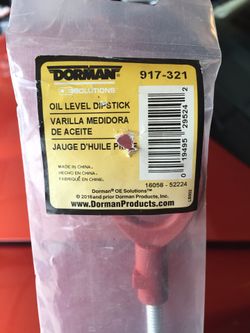 DORMAN® 917-321
OE SOLUTIONS
OIL LEVEL DIPSTICK
VARILLA MEDIDORA
DE ACEITE
JAUGE D'HUILE
MADE IN CHINA
HECHO EN CHINA
FABRIQUÉ EN CHINE
0 19495 29524 2
16058 - 52224
Dorman® OE Solutions™
© 2016 and prior Dorman Products, Inc.
www.DormanProducts.com